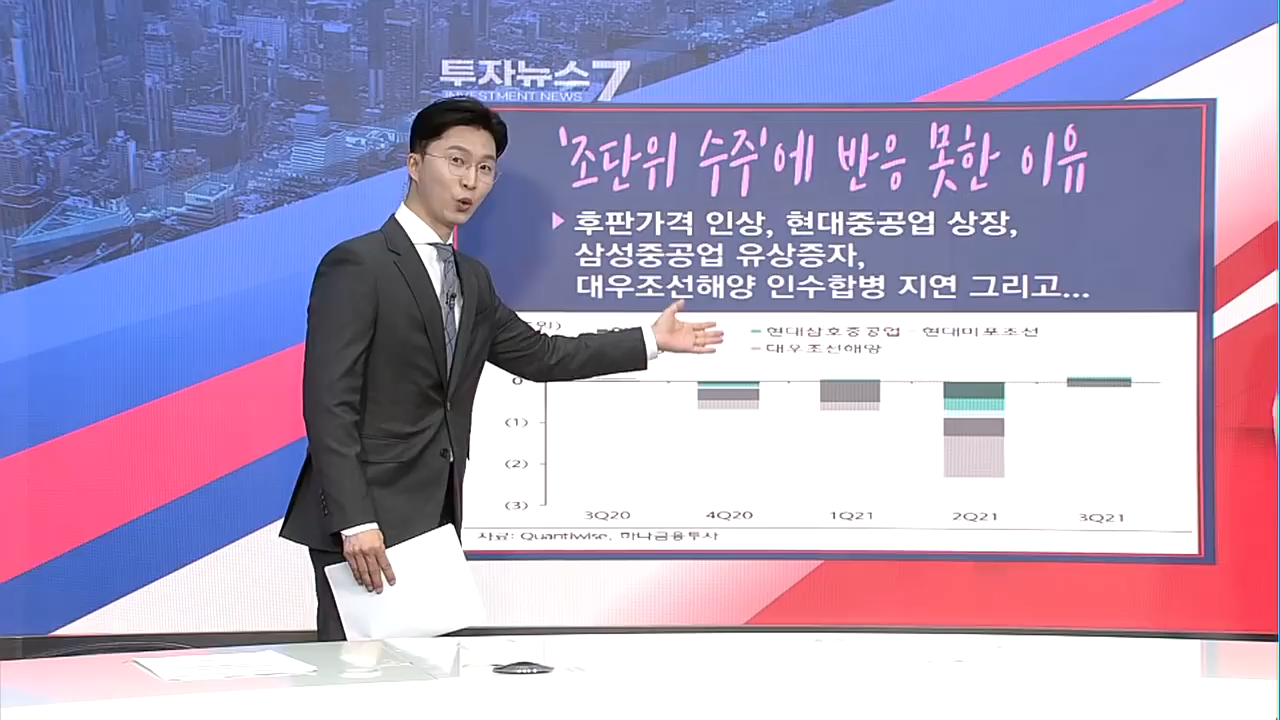 투자뉴스7
INVESTMENT NEWS
'조단위 수주'에 반응 못한 이유
▶ 후판가격 인상, 현대중공업 상장,
삼성중공업 유상증자,
대우조선해양 인수합병 지연 그리고...
현대삼호중공업 현대미포조선
대우조선해양
0
(1)
(2)
(3)
3Q20 4Q20 1Q21 2Q21 3Q21
자료: Quantiwise, 하나금융투자